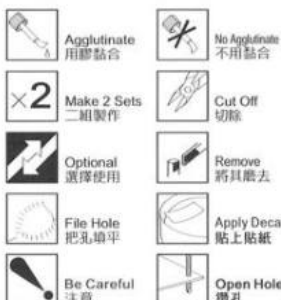 Agglutinate
用膠黏合
No Agglutinate
不用黏合
×2
Make 2 Sets
二組製作
Cut Off
切除
Optional
選擇使用
Remove
將其磨去
File Hole
把孔填平
Apply Deca
貼上貼紙
Be Careful
注意
Open Hole
鑽孔